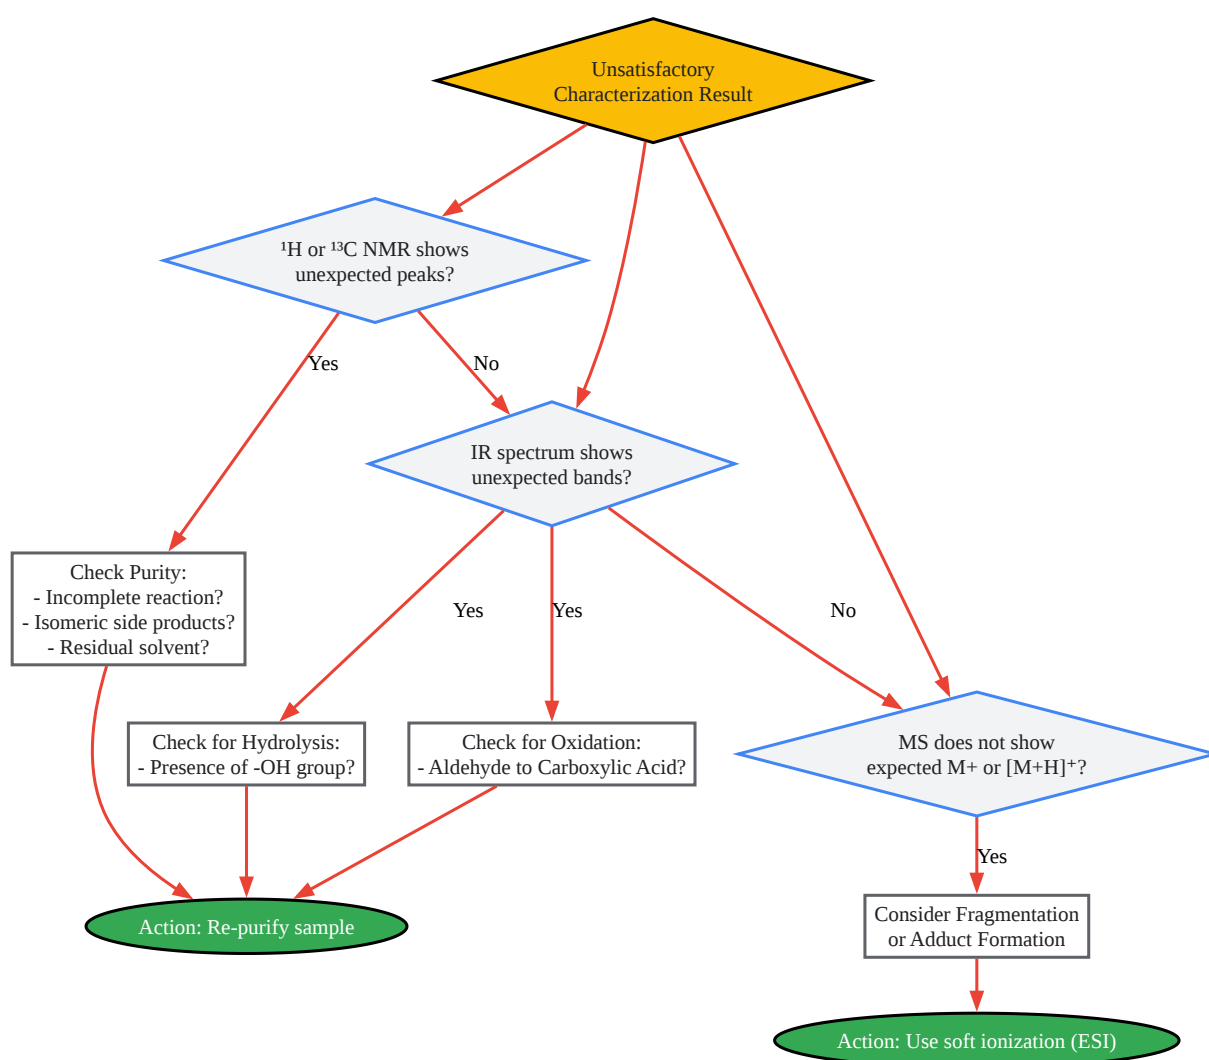 Unsatisfactory
Characterization Result
¹H or ¹³C NMR shows
unexpected peaks?
Yes
No
IR spectrum shows
unexpected bands?
Check Purity:
- Incomplete reaction?
- Isomeric side products?
- Residual solvent?
Yes
Yes
No
Check for Hydrolysis:
- Presence of -OH group?
Check for Oxidation:
- Aldehyde to Carboxylic Acid?
MS does not show
expected M+ or [M+H]⁺?
Yes
Action: Re-purify sample
Consider Fragmentation
or Adduct Formation
Action: Use soft ionization (ESI)